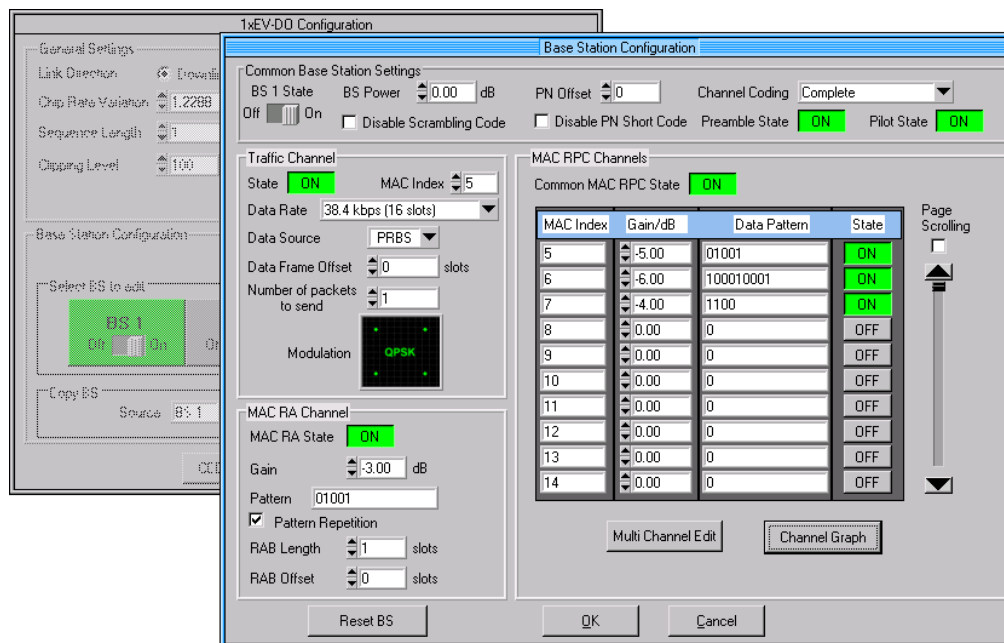 1xEV-DO Configuration
General Settings
Link Direction
Chip Rate Variation 1.2288
Sequence Length 1
Clipping Level 100
Base Station Configuration
Select BS to edit
BS 1
Off On
Copy BS
Source BS 1
Base Station Configuration
Common Base Station Settings
BS 1 State
Off On
BS Power 0.00 dB
PN Offset 0
Channel Coding Complete
Disable Scrambling Code
Disable PN Short Code
Preamble State ON
Pilot State ON
Traffic Channel
State ON
MAC Index 5
Data Rate 38.4 kbps (16 slots)
Data Source PRBS
Data Frame Offset 0 slots
Number of packets
to send 1
Modulation QPSK
MAC RA Channel
MAC RA State ON
Gain -3.00 dB
Pattern 01001
Pattern Repetition
RAB Length 1 slots
RAB Offset 0 slots
MAC RPC Channels
Common MAC RPC State ON
MAC Index Gain/dB Data Pattern State
5 -5.00 01001 ON
6 -6.00 100010001 ON
7 -4.00 1100 ON
8 0.00 0 OFF
9 0.00 0 OFF
10 0.00 0 OFF
11 0.00 0 OFF
12 0.00 0 OFF
13 0.00 0 OFF
14 0.00 0 OFF
Page
Scrolling
Multi Channel Edit
Channel Graph
Reset BS
OK
Cancel